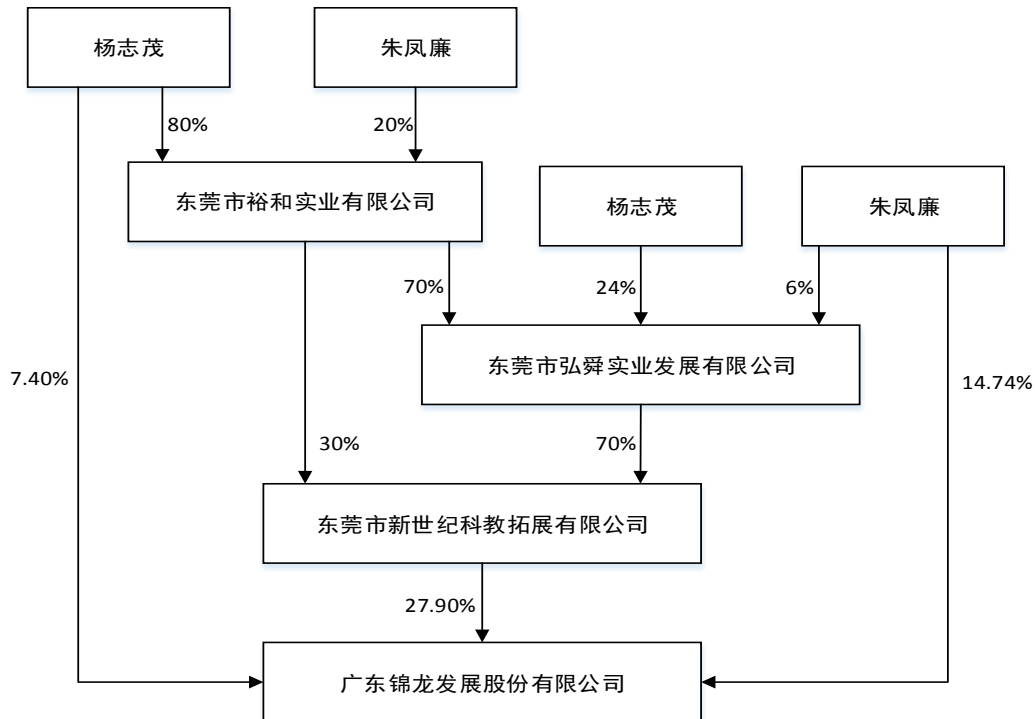 杨志茂
朱凤廉
80%
20%
东莞市裕和实业有限公司
杨志茂
朱凤廉
70%
24%
6%
东莞市弘舜实业发展有限公司
7.40%
14.74%
30%
70%
东莞市新世纪科教拓展有限公司
27.90%
广东锦龙发展股份有限公司